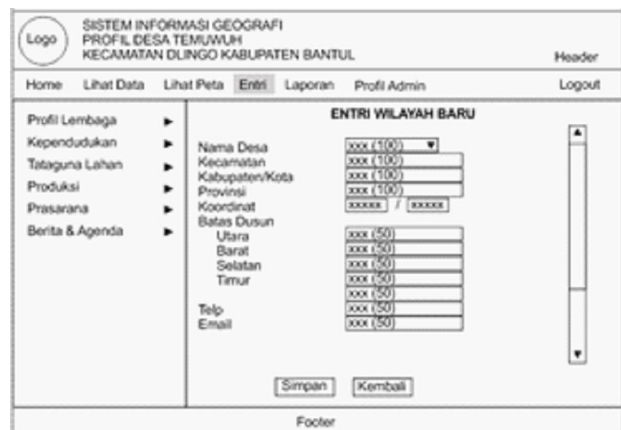 Logo
SISTEM INFORMASI GEOGRAFI
PROFIL DESA TEMUWUH
KECAMATAN DLINGO KABUPATEN BANTUL
Header
Home Lihat Data Lihat Peta Entri Laporan Profil Admin Logout
Profil Lembaga
Kependudukan
Tataguna Lahan
Produksi
Prasarana
Berita & Agenda
ENTRI WILAYAH BARU
Nama Desa xxx (100)
Kecamatan xxx (100)
Kabupaten/Kota xxx (100)
Provinsi xxx (100)
Koordinat xxxxx / xxxxx
Batas Dusun
Utara xxx (50)
Barat xxx (50)
Selatan xxx (50)
Timur xxx (50)
xxx (50)
Telp xxx (50)
Email xxx (50)
Simpan Kembali
Footer